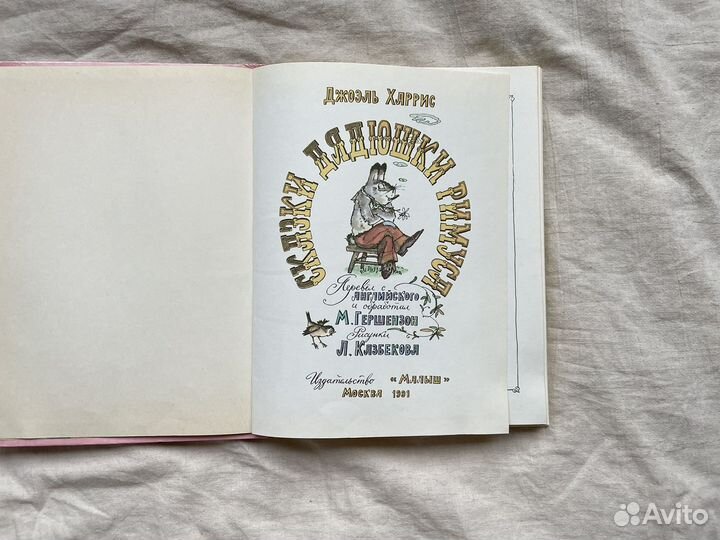 Джоэль Харрис
СКАЗКИ ДЯДЮШКИ РИМУСА
Перевел с
АНГЛИЙСКОГО
и обработал
М. ГЕРШЕНЗОН
Рисунки
Л. КАЗБЕКОВА
Издательство «МАЛЫШ»
МОСКВА 1981
Avito